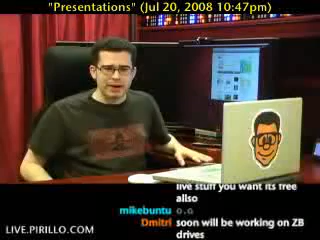 "Presentations" (Jul 20, 2008 10:47pm)
live stuff you want its free
allso
mikebuntu o.o
Dmitri soon will be working on ZB
drives
LIVE.PIRILLO.COM